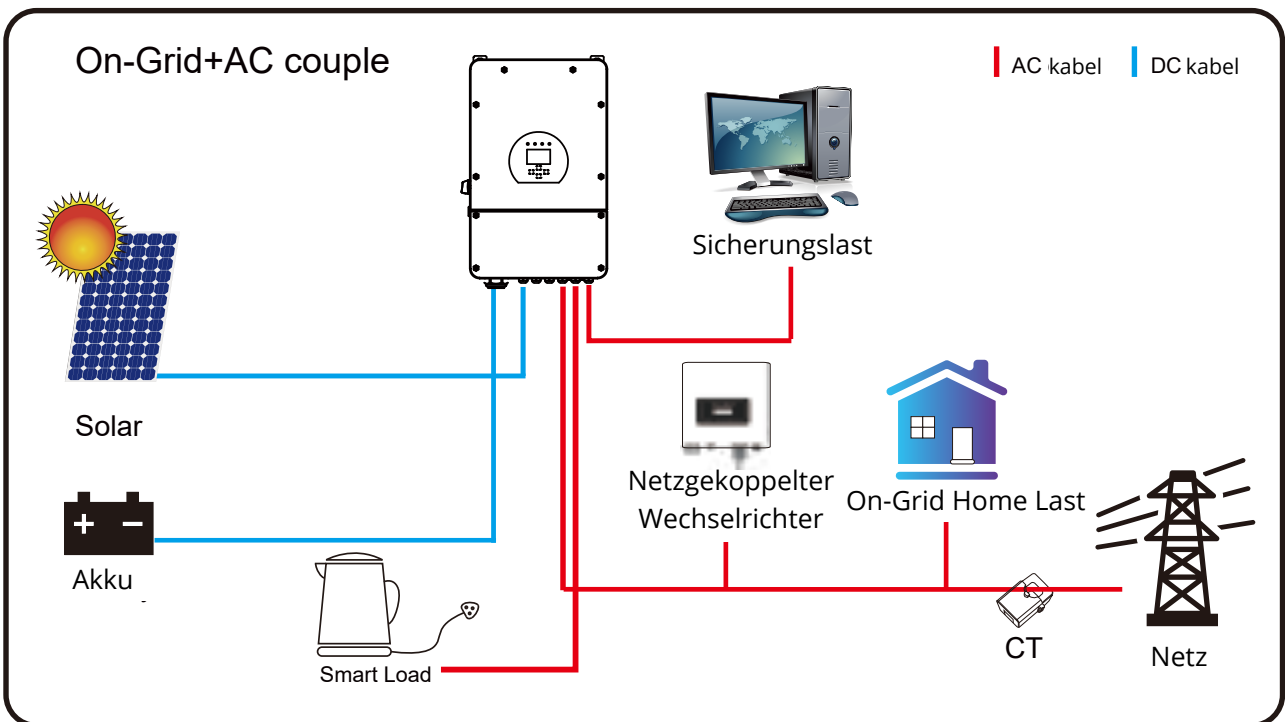 On-Grid+AC couple
AC kabel
DC kabel
Sicherungslast
Solar
Netzgekoppelter
Wechselrichter
On-Grid Home Last
Akku
Smart Load
CT
Netz